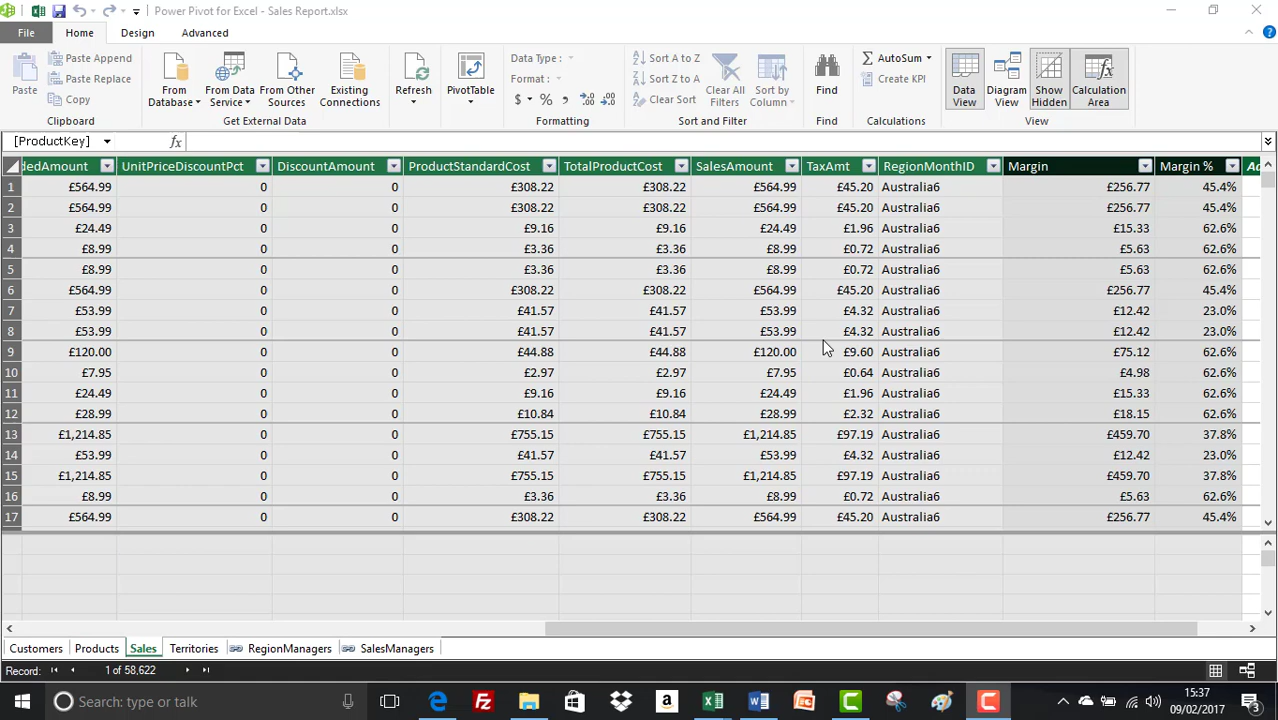 Power Pivot for Excel - Sales Report.xlsx
File Home Design Advanced
Paste
Paste Append
Paste Replace
Copy
Clipboard
From Database
From Data Service
From Other Sources
Existing Connections
Get External Data
Refresh
PivotTable
Data Type :
Format :
$ % ,
Formatting
Sort A to Z
Sort Z to A
Clear Sort
Clear All Filters
Sort by Column
Sort and Filter
Find
Find
AutoSum
Create KPI
Calculations
Data View
Diagram View
Show Hidden
Calculation Area
View
[ProductKey] fx
dedAmount UnitPriceDiscountPct DiscountAmount ProductStandardCost TotalProductCost SalesAmount TaxAmt RegionMonthID Margin Margin %
1 £564.99 0 0 £308.22 £308.22 £564.99 £45.20 Australia6 £256.77 45.4%
2 £564.99 0 0 £308.22 £308.22 £564.99 £45.20 Australia6 £256.77 45.4%
3 £24.49 0 0 £9.16 £9.16 £24.49 £1.96 Australia6 £15.33 62.6%
4 £8.99 0 0 £3.36 £3.36 £8.99 £0.72 Australia6 £5.63 62.6%
5 £8.99 0 0 £3.36 £3.36 £8.99 £0.72 Australia6 £5.63 62.6%
6 £564.99 0 0 £308.22 £308.22 £564.99 £45.20 Australia6 £256.77 45.4%
7 £53.99 0 0 £41.57 £41.57 £53.99 £4.32 Australia6 £12.42 23.0%
8 £53.99 0 0 £41.57 £41.57 £53.99 £4.32 Australia6 £12.42 23.0%
9 £120.00 0 0 £44.88 £44.88 £120.00 £9.60 Australia6 £75.12 62.6%
10 £7.95 0 0 £2.97 £2.97 £7.95 £0.64 Australia6 £4.98 62.6%
11 £24.49 0 0 £9.16 £9.16 £24.49 £1.96 Australia6 £15.33 62.6%
12 £28.99 0 0 £10.84 £10.84 £28.99 £2.32 Australia6 £18.15 62.6%
13 £1,214.85 0 0 £755.15 £755.15 £1,214.85 £97.19 Australia6 £459.70 37.8%
14 £53.99 0 0 £41.57 £41.57 £53.99 £4.32 Australia6 £12.42 23.0%
15 £1,214.85 0 0 £755.15 £755.15 £1,214.85 £97.19 Australia6 £459.70 37.8%
16 £8.99 0 0 £3.36 £3.36 £8.99 £0.72 Australia6 £5.63 62.6%
17 £564.99 0 0 £308.22 £308.22 £564.99 £45.20 Australia6 £256.77 45.4%
Customers Products Sales Territories RegionManagers SalesManagers
Record: 1 of 58,622
Search: type or talk
15:37
09/02/2017
3